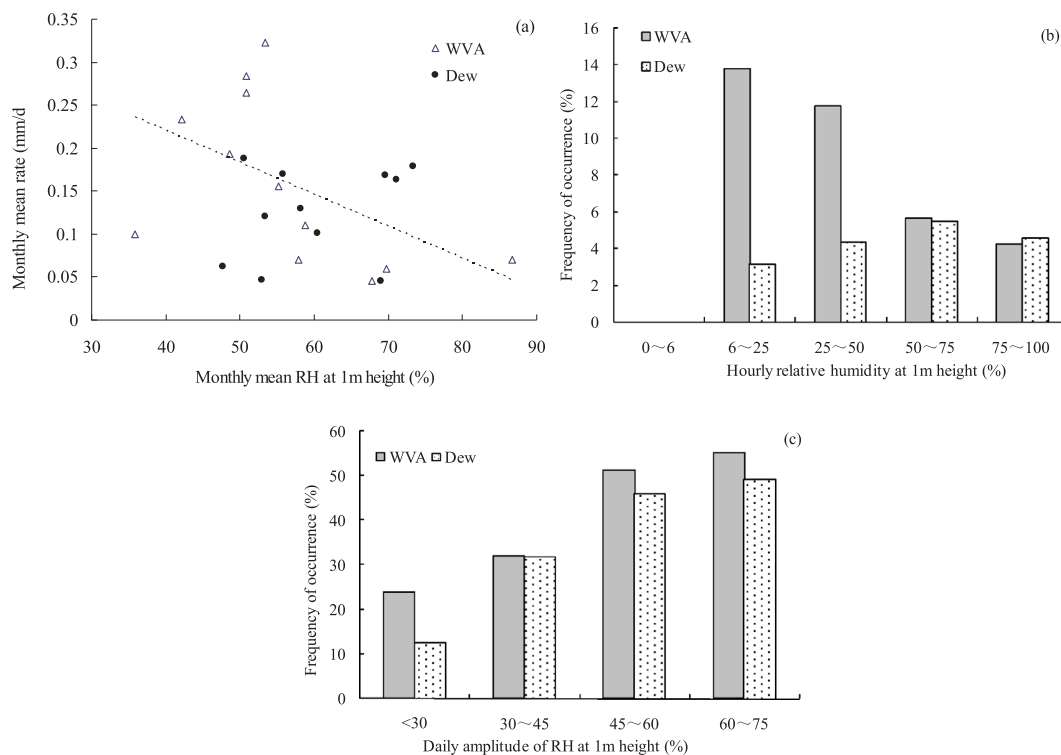 (a)
WVA
Dew
0.35
0.3
0.25
0.2
0.15
0.1
0.05
0
Monthly mean rate (mm/d)
30 40 50 60 70 80 90
Monthly mean RH at 1m height (%)
(b)
WVA
Dew
16
14
12
10
8
6
4
2
0
Frequency of occurrence (%)
0~6 6~25 25~50 50~75 75~100
Hourly relative humidity at 1m height (%)
(c)
WVA Dew
60
50
40
30
20
10
0
Frequency of occurrence (%)
<30 30~45 45~60 60~75
Daily amplitude of RH at 1m height (%)